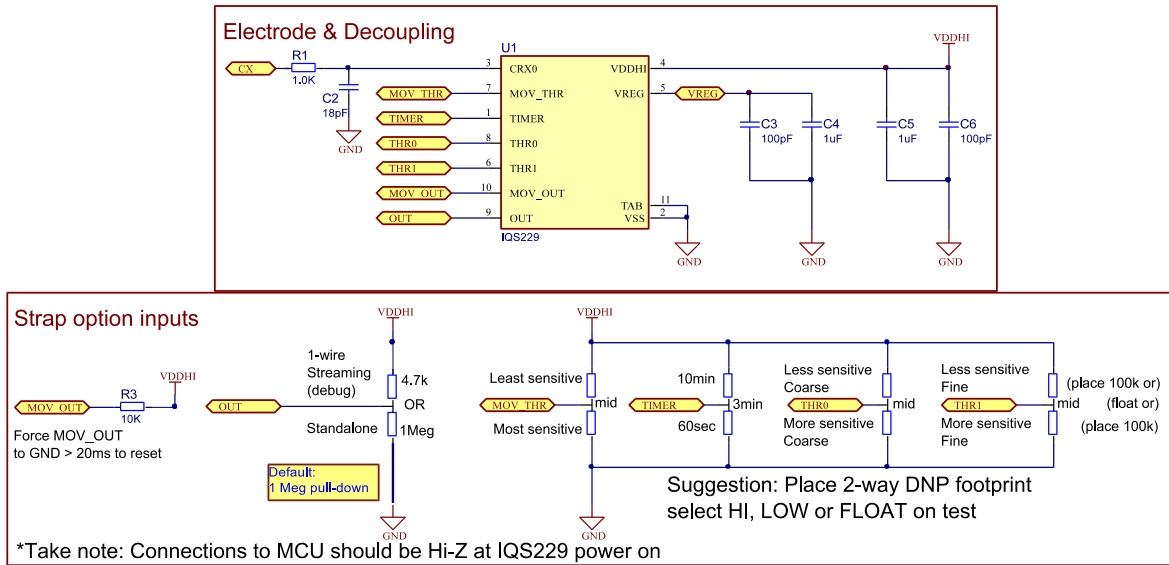 Electrode & Decoupling
U1
VDDHI
CX
R1
1.0K
C2
18pF
GND
3 CRX0
MOV_THR 7 MOV_THR
TIMER 1 TIMER
THR0 8 THR0
THR1 6 THR1
MOV_OUT 10 MOV_OUT
OUT 9 OUT
IQS229
VDDHI 4
VREG 5 VREG
TAB 11
VSS 2
GND
C3
100pF
C4
1uF
C5
1uF
C6
100pF
GND
GND
Strap option inputs
VDDHI
MOV_OUT
R3
10K
Force MOV_OUT
to GND > 20ms to reset
VDDHI
1-wire
Streaming
(debug)
4.7k
OUT
OR
Standalone
1Meg
Default:
1 Meg pull-down
GND
VDDHI
Least sensitive
MOV_THR
mid
Most sensitive
GND
10min
TIMER
3min
60sec
Less sensitive
Coarse
THR0
mid
More sensitive
Coarse
Less sensitive
Fine
THR1
mid
More sensitive
Fine
(place 100k or)
(float or)
(place 100k)
Suggestion: Place 2-way DNP footprint
select HI, LOW or FLOAT on test
*Take note: Connections to MCU should be Hi-Z at IQS229 power on